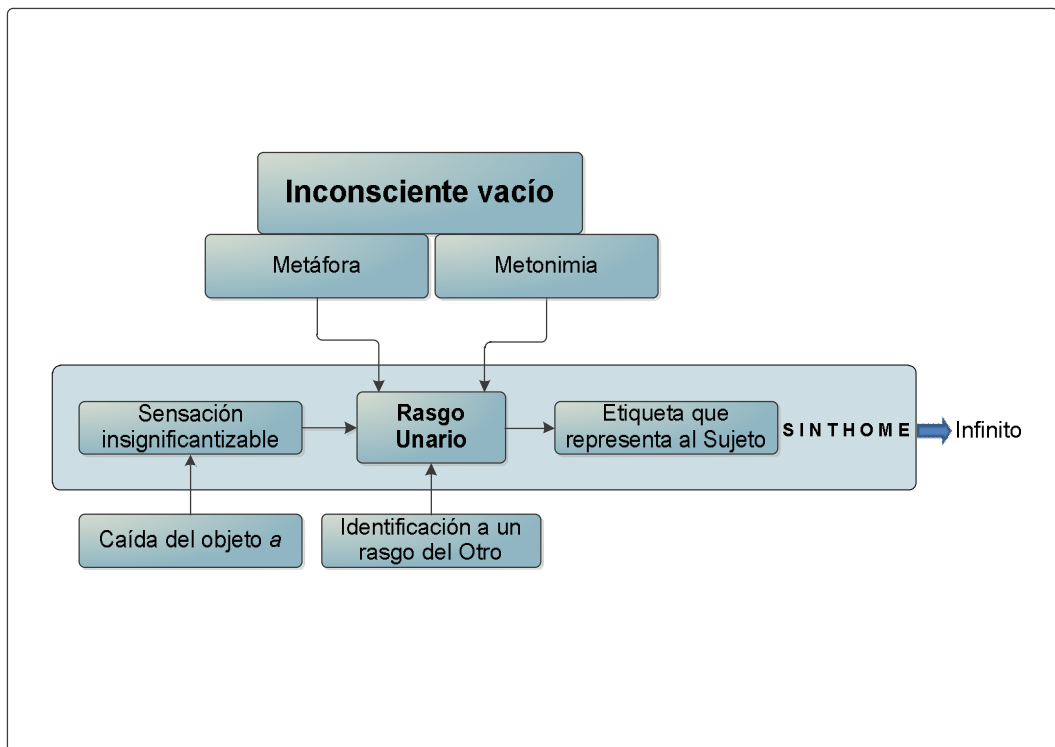 Inconsciente vacío
Metáfora
Metonimia
Sensación
insignificantizable
Rasgo
Unario
Etiqueta que
representa al Sujeto
SINTHOME
Infinito
Caída del objeto a
Identificación a un
rasgo del Otro